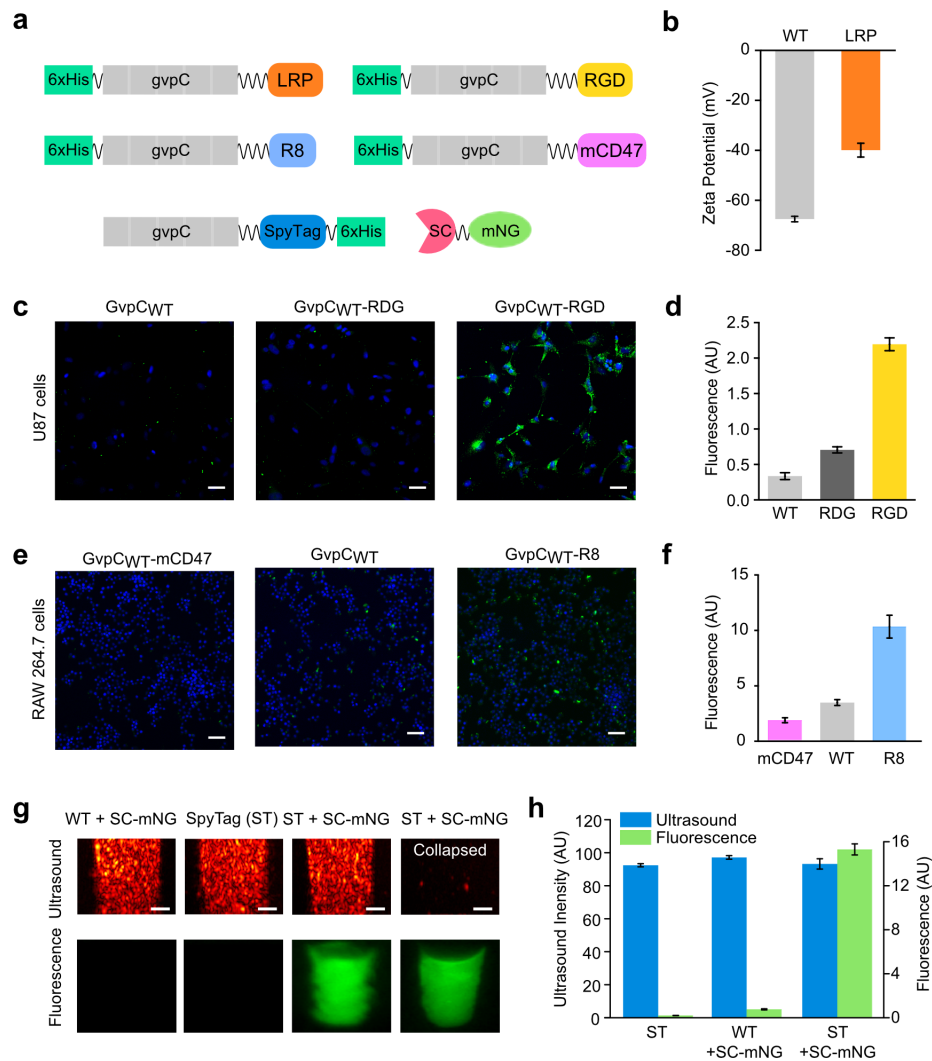 a
6xHis gvpC LRP
6xHis gvpC RGD
6xHis gvpC R8
6xHis gvpC mCD47
gvpC SpyTag 6xHis
SC mNG
b
WT LRP
Zeta Potential (mV)
0
-20
-40
-60
-80
c
GvpCWT
GvpCWT-RDG
GvpCWT-RGD
U87 cells
d
Fluorescence (AU)
2.5
2.0
1.0
0.5
0.0
WT RDG RGD
e
GvpCWT-mCD47
GvpCWT
GvpCWT-R8
RAW 264.7 cells
f
Fluorescence (AU)
15
10
5
0
mCD47 WT R8
g
WT + SC-mNG SpyTag (ST) ST + SC-mNG ST + SC-mNG
Ultrasound
Collapsed
Fluorescence
h
Ultrasound
Fluorescence
Ultrasound Inensity (AU)
120
100
80
60
40
20
0
16
14
12
8
4
0
Fluorescence (AU)
ST WT ST
+SC-mNG +SC-mNG